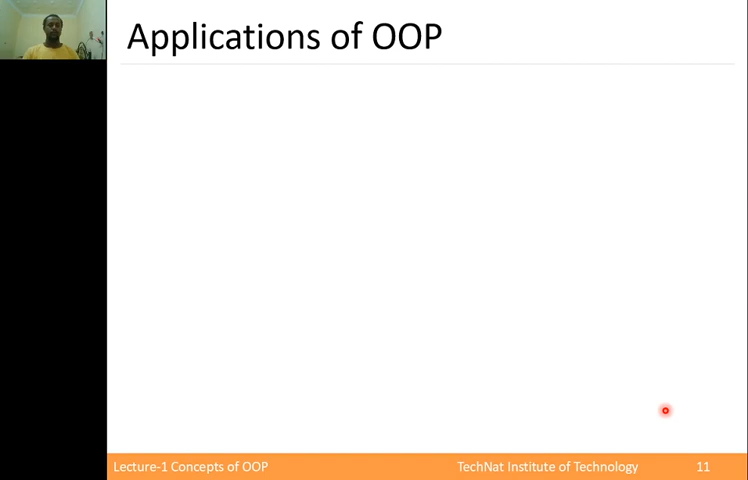 Applications of OOP
Lecture-1 Concepts of OOP
TechNat Institute of Technology
11